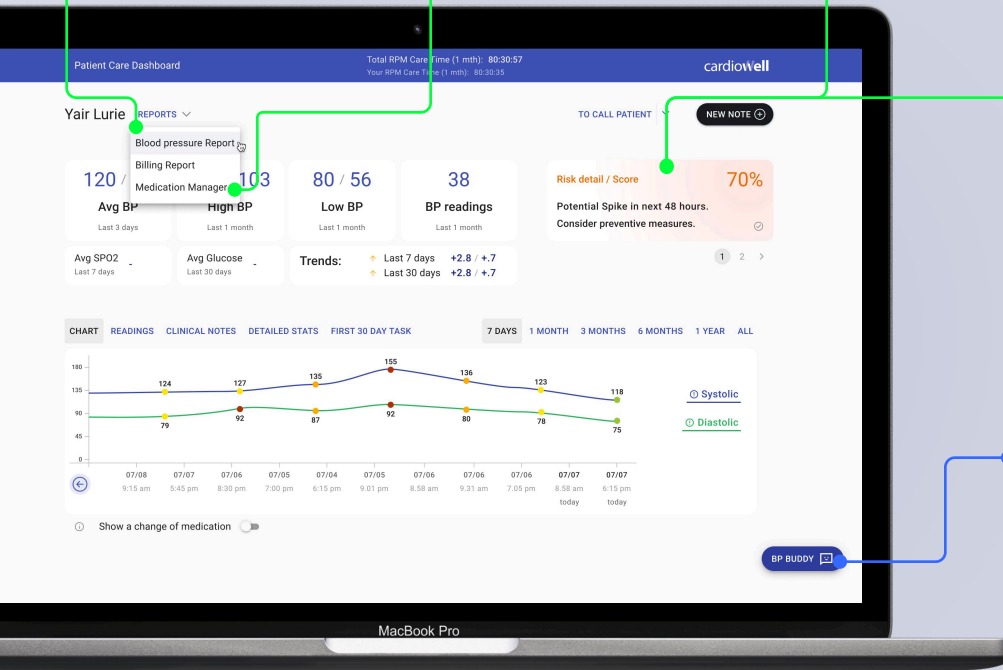 Patient Care Dashboard
Total RPM Care Time (1 mth): 80:30:57
Your RPM Care Time (1 mth): 80:30:35
cardiowell
Yair Lurie REPORTS
TO CALL PATIENT
NEW NOTE
Blood pressure Report
Billing Report
Medication Manager
120 /
103
80 / 56
38
Avg BP
High BP
Low BP
BP readings
Last 3 days
Last 1 month
Last 1 month
Last 1 month
Risk detail / Score
70%
Potential Spike in next 48 hours.
Consider preventive measures.
Avg SPO2 -
Last 7 days
Avg Glucose -
Last 30 days
Trends:
Last 7 days +2.8 / +.7
Last 30 days +2.8 / +.7
1 2 >
CHART READINGS CLINICAL NOTES DETAILED STATS FIRST 30 DAY TASK
7 DAYS 1 MONTH 3 MONTHS 6 MONTHS 1 YEAR ALL
180
135
90
45
0
124 127 135 155 136 123 118
79 92 87 92 80 78 75
Systolic
Diastolic
07/08 07/07 07/06 07/05 07/04 07/05 07/06 07/06 07/06 07/07 07/07
9:15 am 5:45 pm 8:30 pm 7:00 pm 6:15 pm 9.01 pm 8.58 am 9.31 am 7.05 pm 8.58 am 6:15 pm
today today
Show a change of medication
BP BUDDY
MacBook Pro